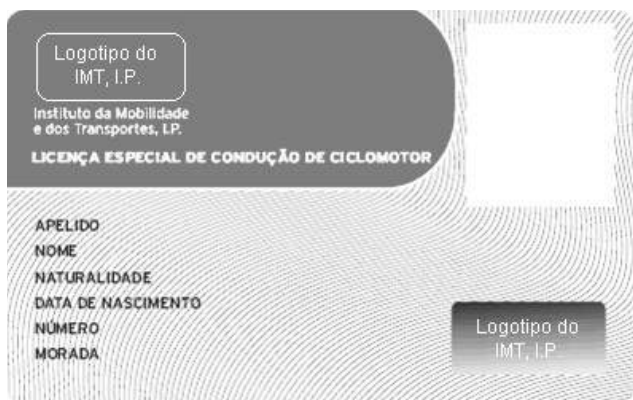 Logotipo do
IMT, I.P.
Instituto da Mobilidade
e dos Transportes, I.P.
LICENÇA ESPECIAL DE CONDUÇÃO DE CICLOMOTOR
APELIDO
NOME
NATURALIDADE
DATA DE NASCIMENTO
NÚMERO
MORADA
Logotipo do
IMT, I.P.